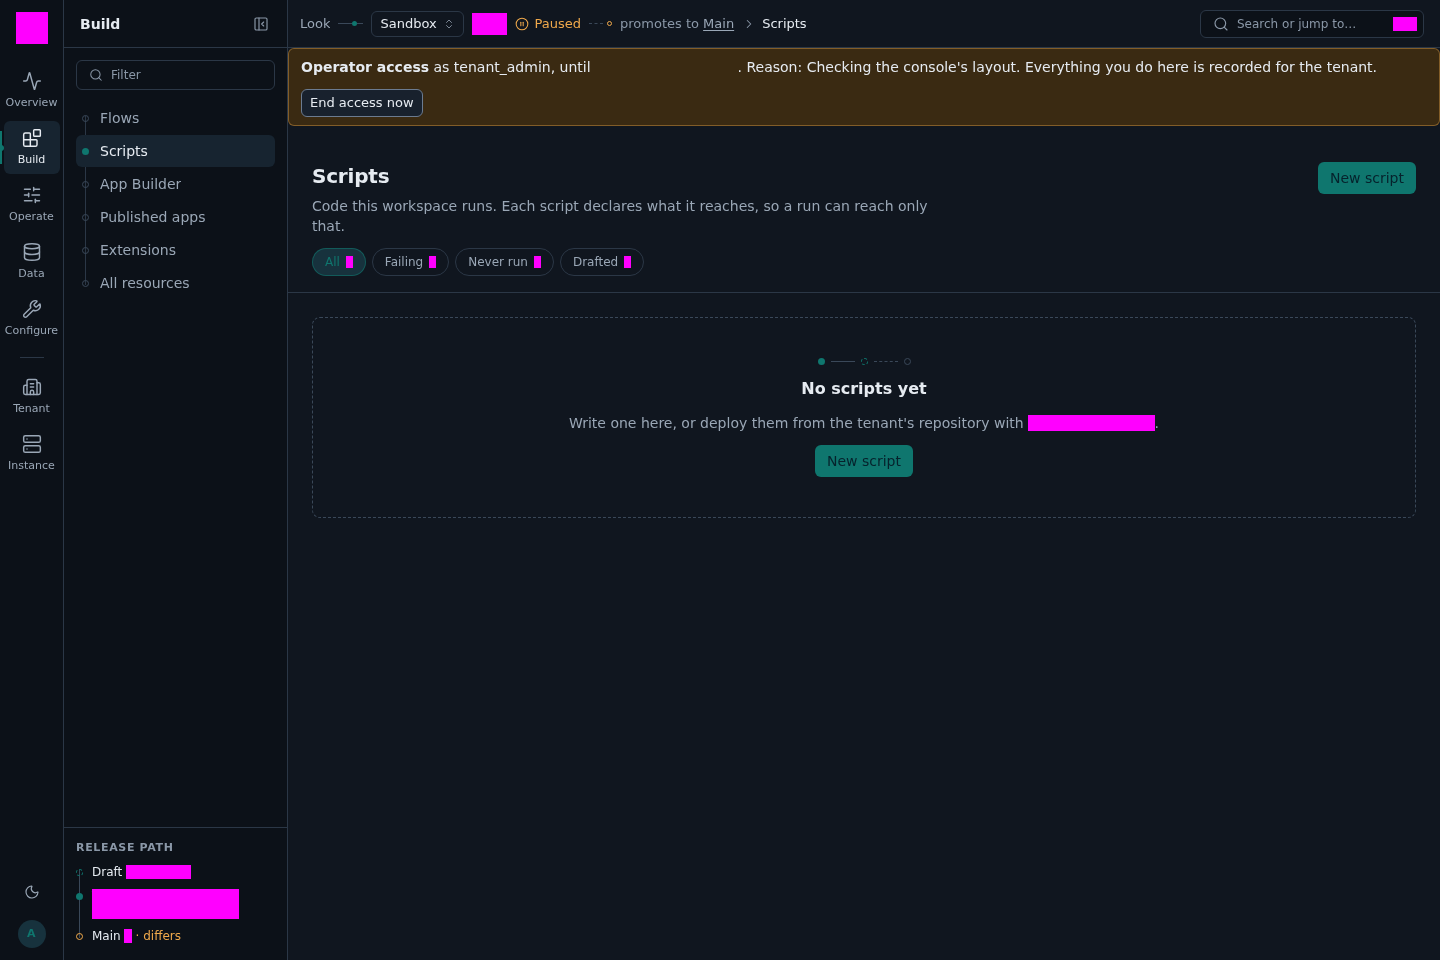 Build
Look
Sandbox
Paused
promotes to Main
Scripts
Search or jump to...
Operator access as tenant_admin, until . Reason: Checking the console's layout. Everything you do here is recorded for the tenant.
End access now
Overview
Build
Operate
Data
Configure
Tenant
Instance
A
Filter
Flows
Scripts
App Builder
Published apps
Extensions
All resources
RELEASE PATH
Draft
Main · differs
Scripts
New script
Code this workspace runs. Each script declares what it reaches, so a run can reach only
that.
All
Failing
Never run
Drafted
No scripts yet
Write one here, or deploy them from the tenant's repository with .
New script